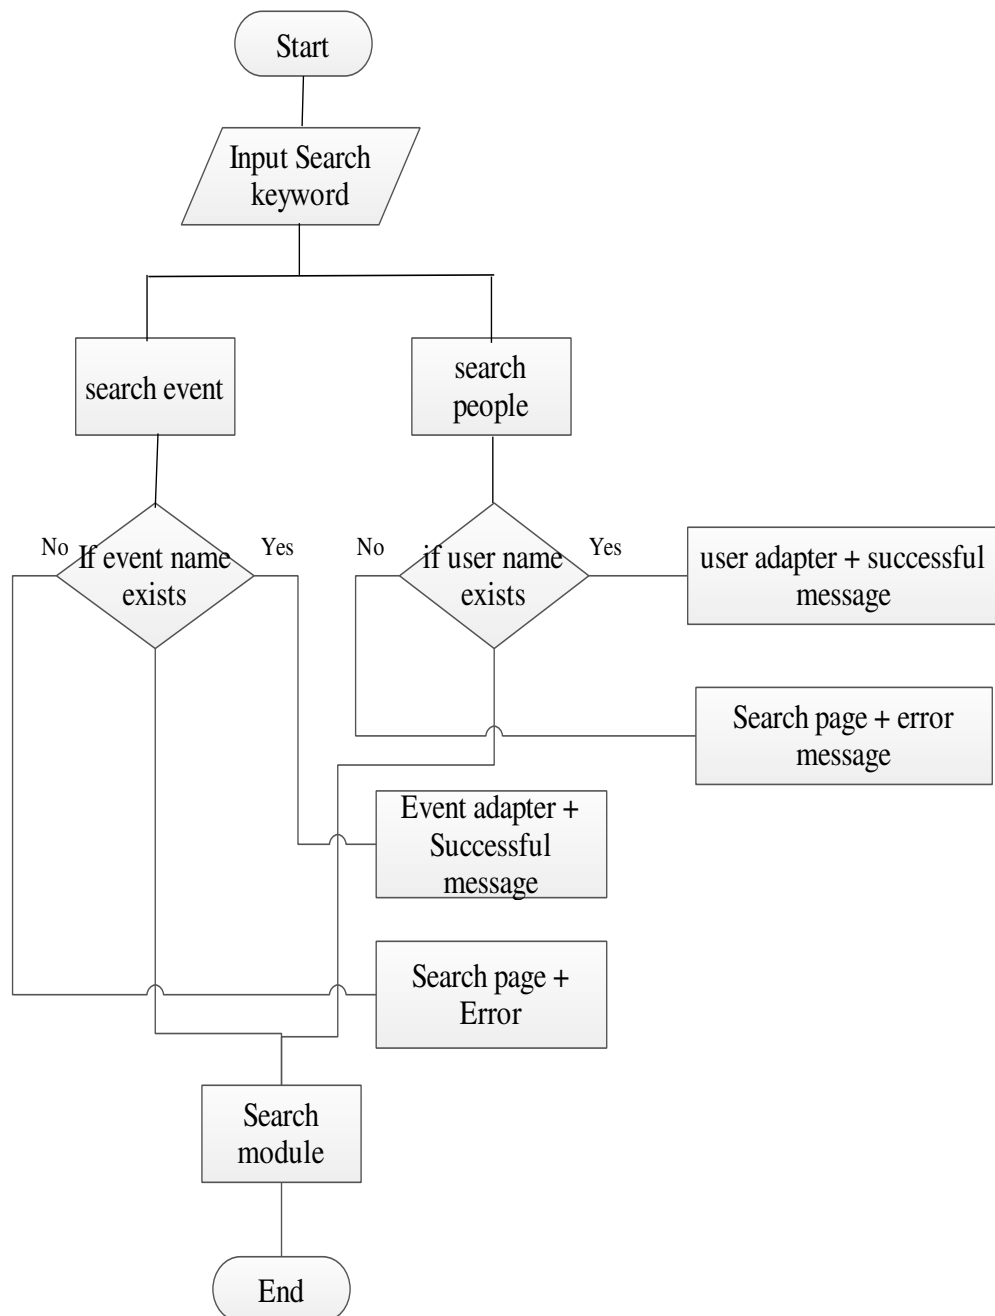 Start
Input Search
keyword
search event
search
people
No
If event name
exists
Yes
No
if user name
exists
Yes
user adapter + successful
message
Search page + error
message
Event adapter +
Successful
message
Search page +
Error
Search
module
End